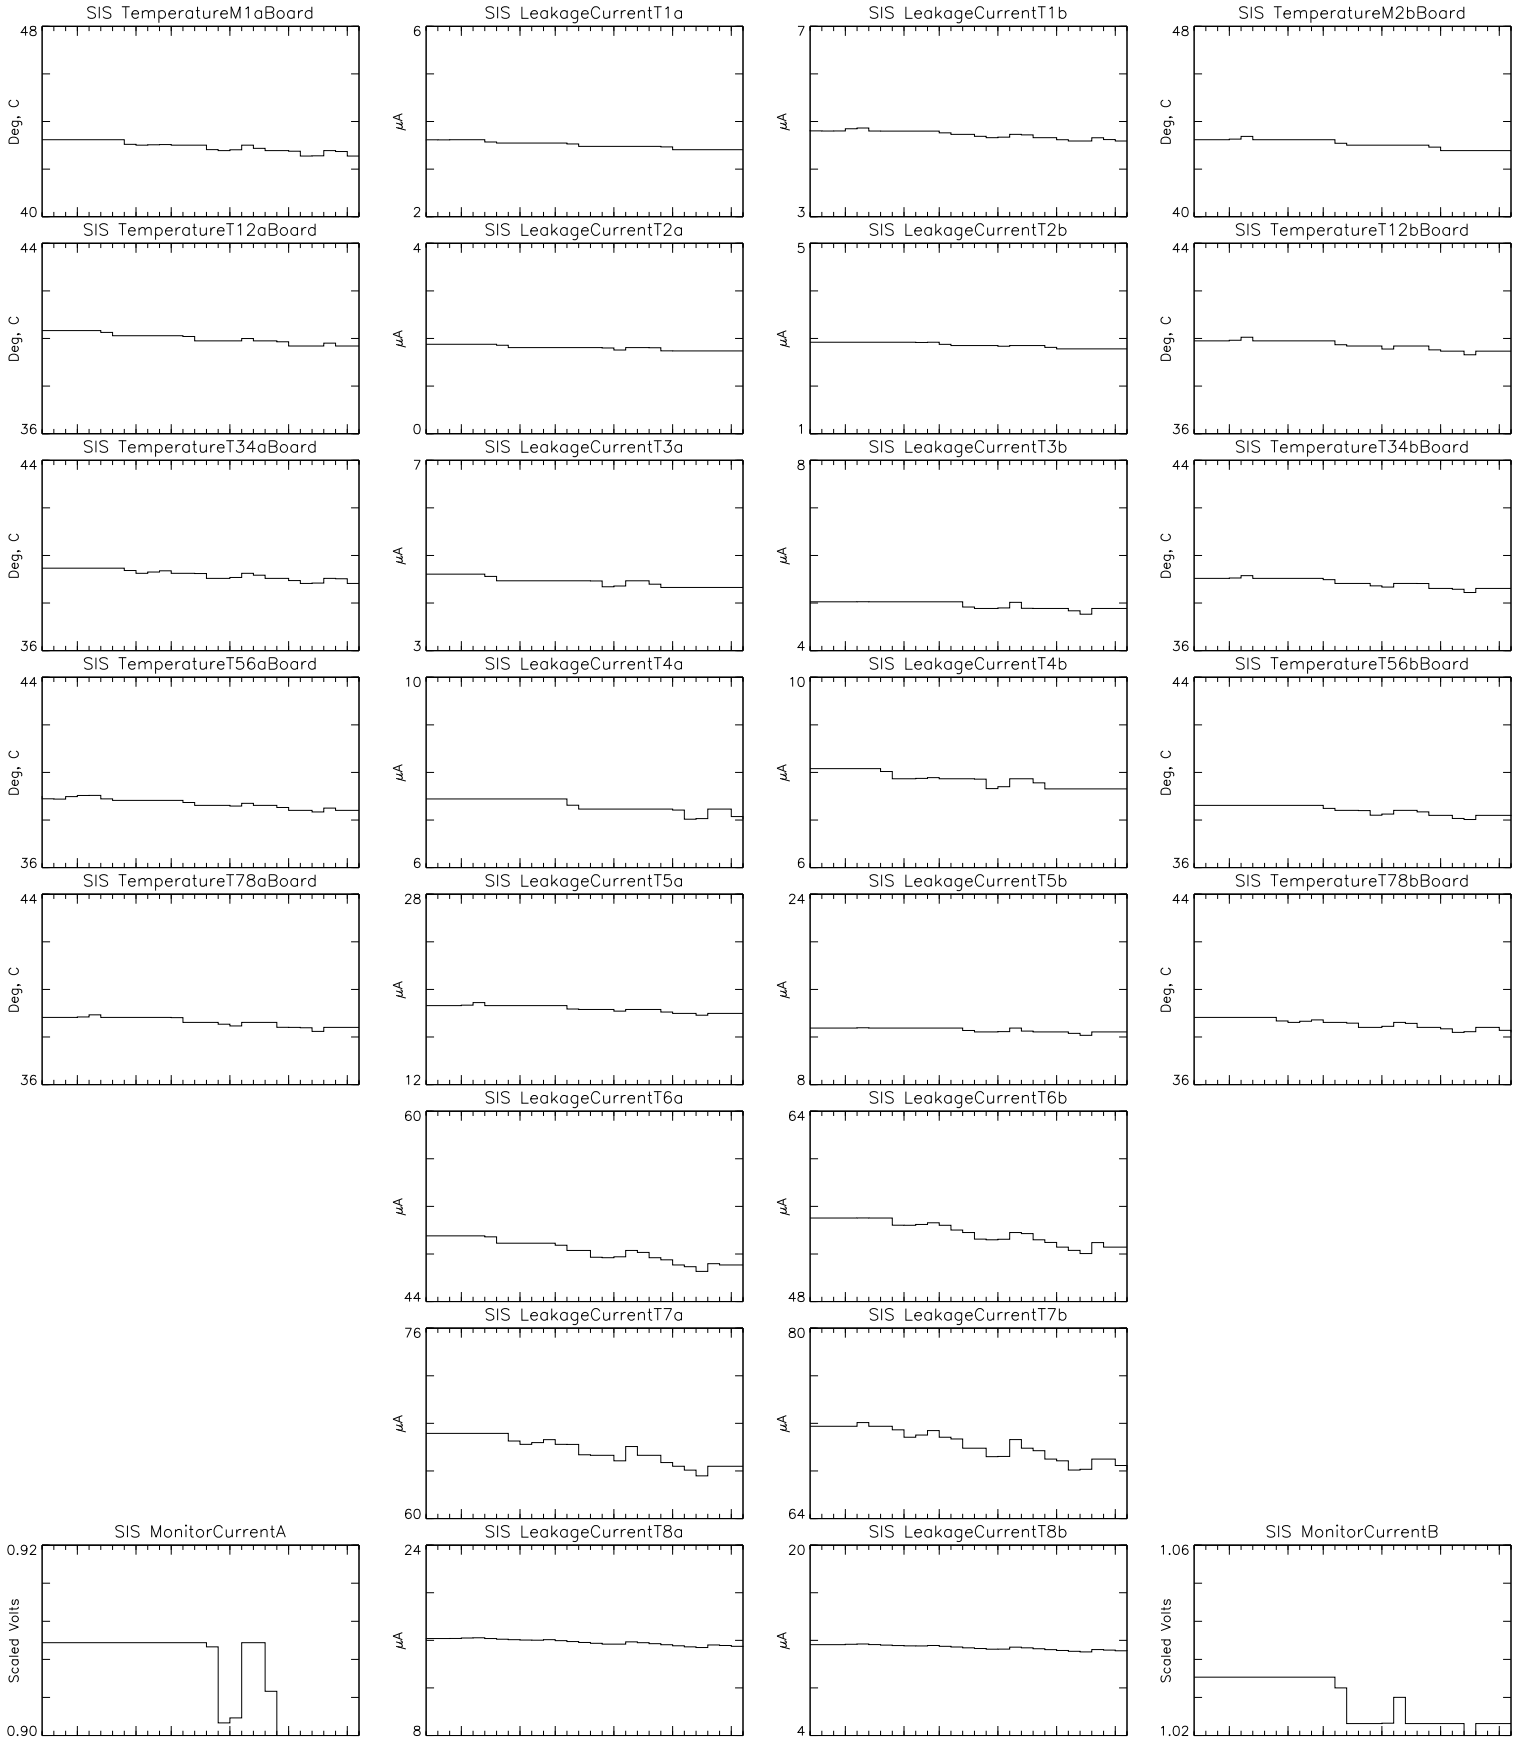 SIS TemperatureM1aBoard
48
Deg, C
40
SIS LeakageCurrentT1a
6
μA
2
SIS LeakageCurrentT1b
7
μA
3
SIS TemperatureM2bBoard
48
Deg, C
40
SIS TemperatureT12aBoard
44
Deg, C
36
SIS LeakageCurrentT2a
4
μA
0
SIS LeakageCurrentT2b
5
μA
1
SIS TemperatureT12bBoard
44
Deg, C
36
SIS TemperatureT34aBoard
44
Deg, C
36
SIS LeakageCurrentT3a
7
μA
3
SIS LeakageCurrentT3b
8
μA
4
SIS TemperatureT34bBoard
44
Deg, C
36
SIS TemperatureT56aBoard
44
Deg, C
36
SIS LeakageCurrentT4a
10
μA
6
SIS LeakageCurrentT4b
10
μA
6
SIS TemperatureT56bBoard
44
Deg, C
36
SIS TemperatureT78aBoard
44
Deg, C
36
SIS LeakageCurrentT5a
28
μA
12
SIS LeakageCurrentT5b
24
μA
8
SIS TemperatureT78bBoard
44
Deg, C
36
SIS LeakageCurrentT6a
60
μA
44
SIS LeakageCurrentT6b
64
μA
48
SIS LeakageCurrentT7a
76
μA
60
SIS LeakageCurrentT7b
80
μA
64
SIS MonitorCurrentA
0.92
Scaled Volts
0.90
SIS LeakageCurrentT8a
24
μA
8
SIS LeakageCurrentT8b
20
μA
4
SIS MonitorCurrentB
1.06
Scaled Volts
1.02